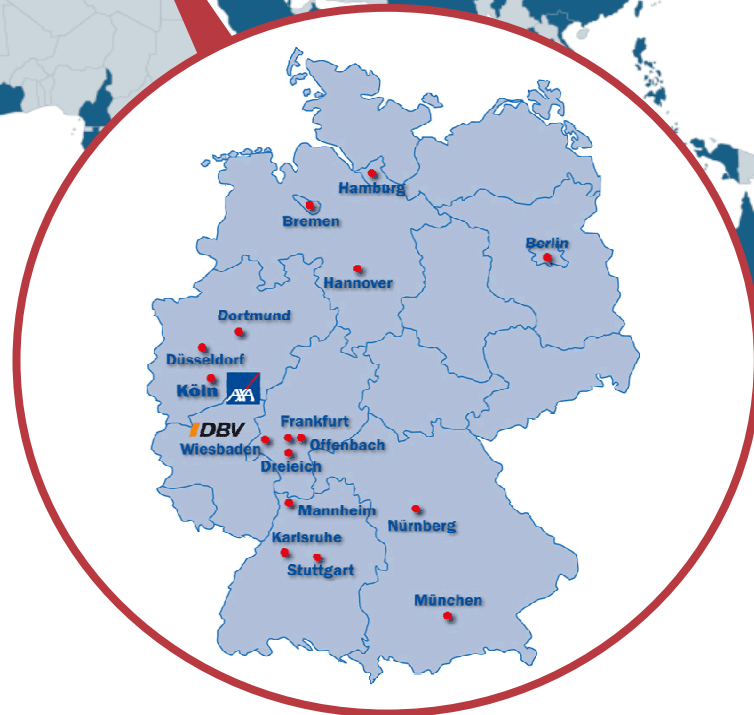 Hamburg
Bremen
Berlin
Hannover
Dortmund
Düsseldorf
Köln
AXA
DBV
Frankfurt
Wiesbaden
Offenbach
Dreieich
Mannheim
Nürnberg
Karlsruhe
Stuttgart
München